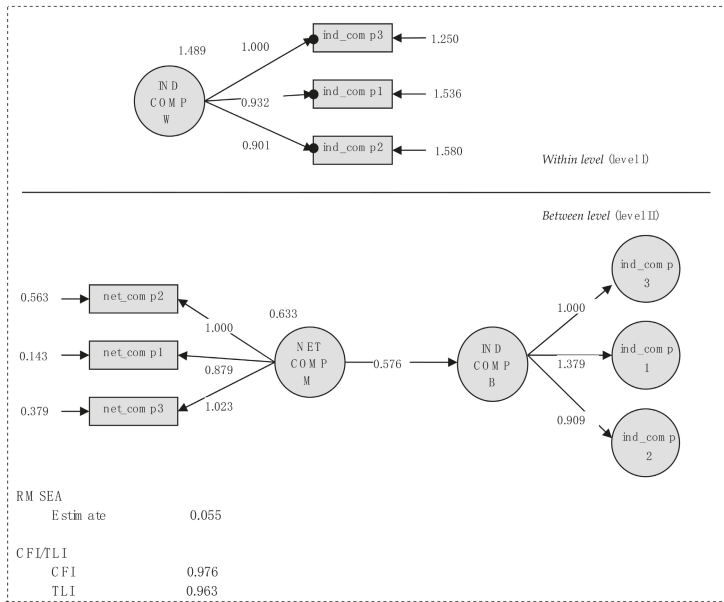 ind_comp3
1.250
1.489
1.000
IND
COMP
W
0.932
ind_comp1
1.536
0.901
ind_comp2
1.580
Within level (level I)
Between level (level II)
0.563
net_comp2
1.000
0.633
0.143
net_comp1
0.879
NET
COMP
M
0.576
IND
COMP
B
0.379
net_comp3
1.023
1.000
ind_comp
3
1.379
ind_comp
1
0.909
ind_comp
2
RMSEA
Estimate 0.055
CFI/TLI
CFI 0.976
TLI 0.963